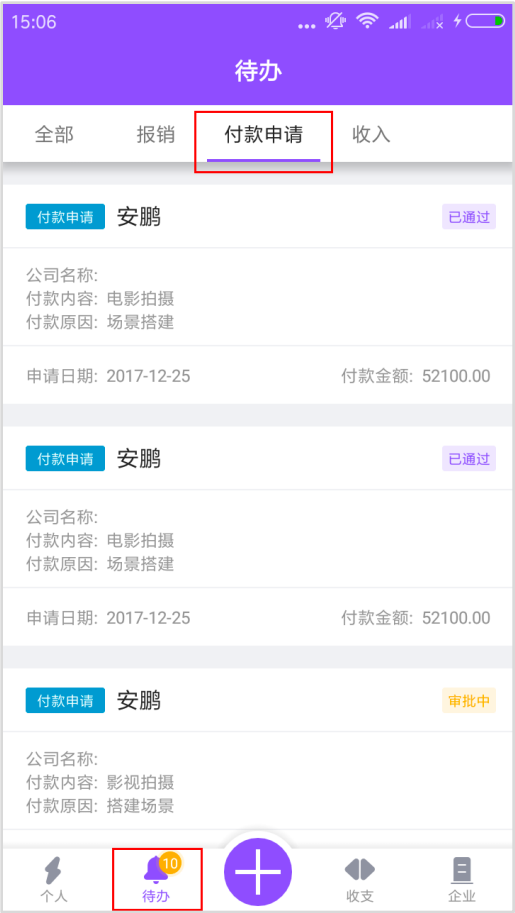 15:06
待办
全部 报销 付款申请 收入
付款申请 安鹏 已通过
公司名称:
付款内容: 电影拍摄
付款原因: 场景搭建
申请日期: 2017-12-25 付款金额: 52100.00
付款申请 安鹏 已通过
公司名称:
付款内容: 电影拍摄
付款原因: 场景搭建
申请日期: 2017-12-25 付款金额: 52100.00
付款申请 安鹏 审批中
公司名称:
付款内容: 影视拍摄
付款原因: 搭建场景
10
个人 待办 收支 企业